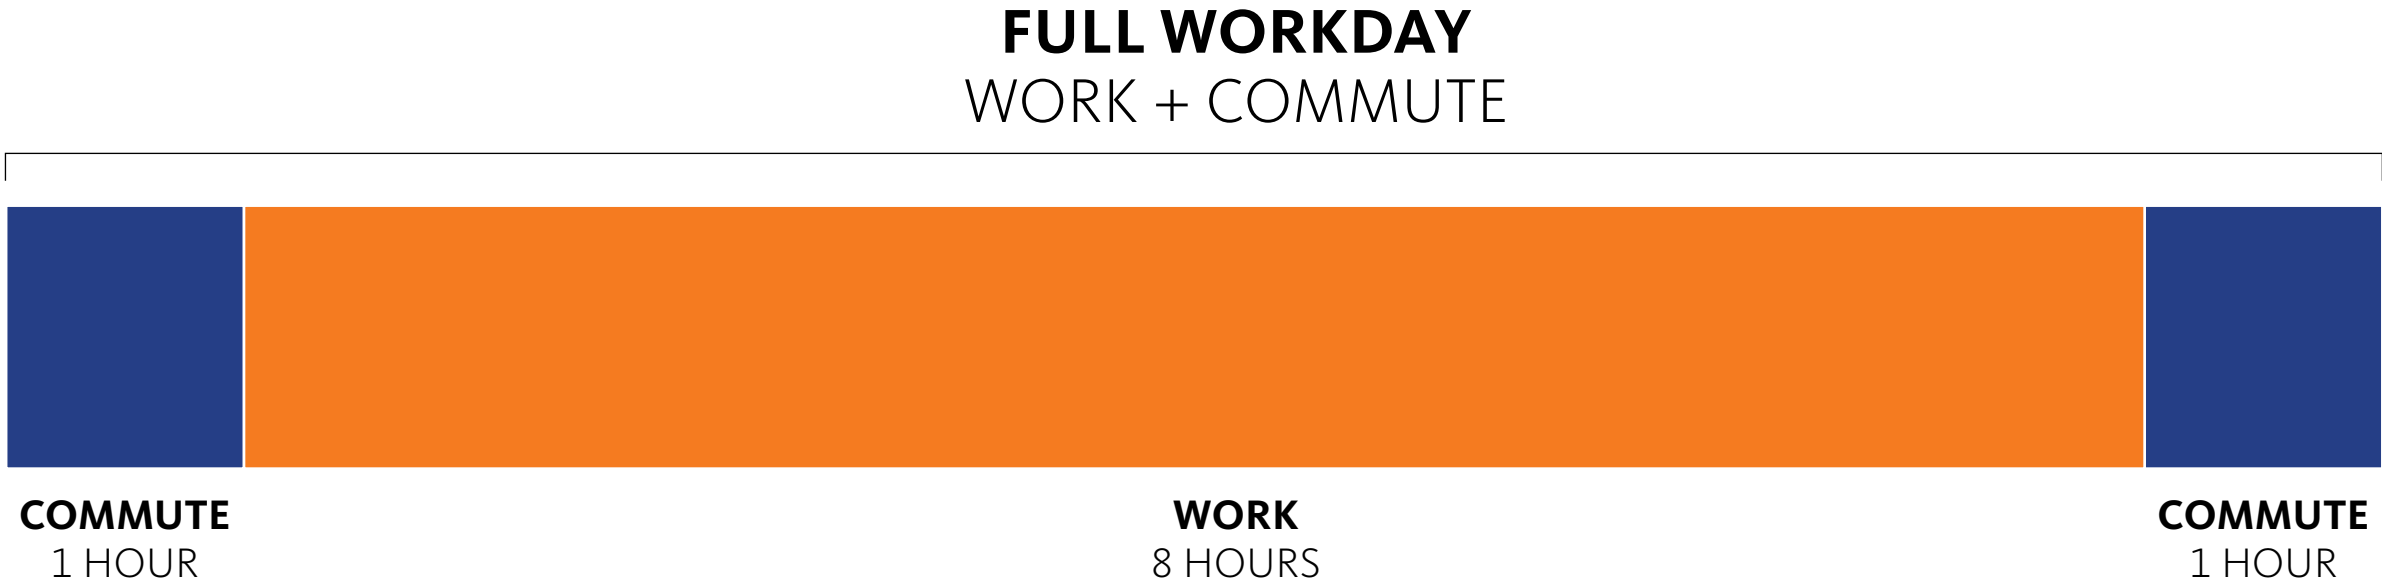 FULL WORKDAY
WORK + COMMUTE
COMMUTE
1 HOUR
WORK
8 HOURS
COMMUTE
1 HOUR